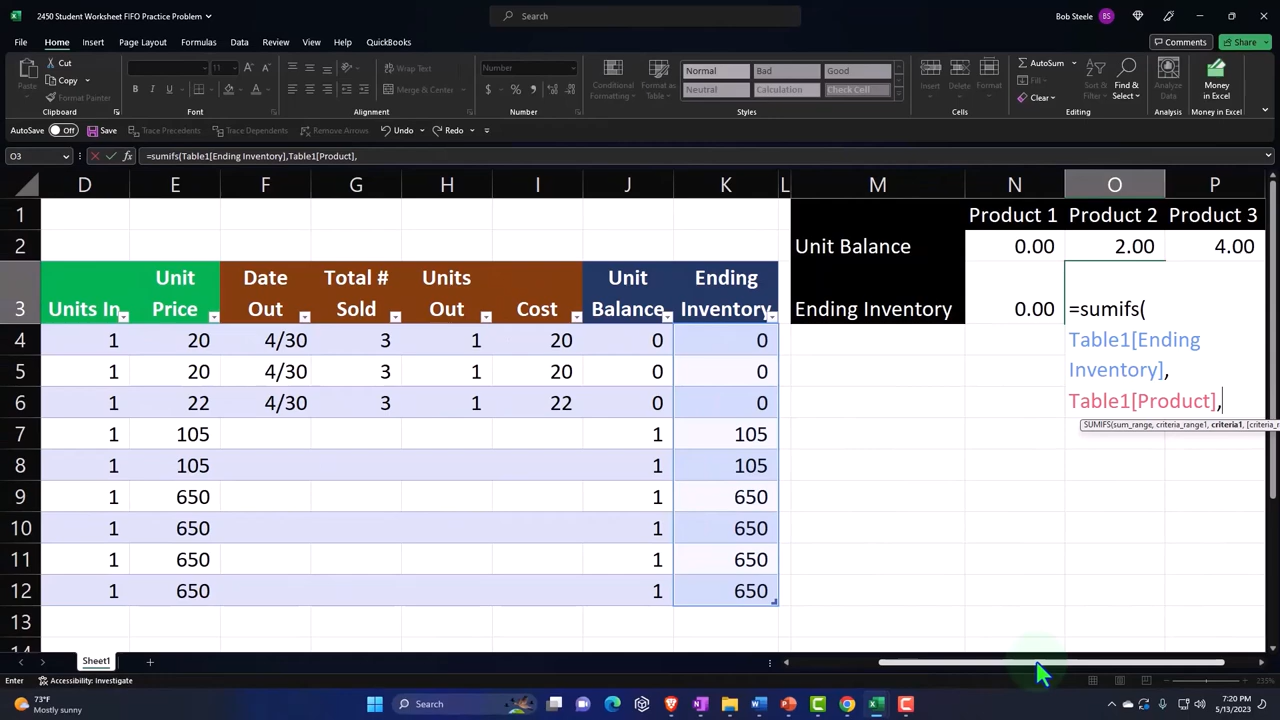 2450 Student Worksheet FIFO Practice Problem
Search
Bob Steele
BS
File Home Insert Page Layout Formulas Data Review View Help QuickBooks
Comments
Share
Paste
Cut
Copy
Format Painter
Clipboard
11
Font
Wrap Text
Merge & Center
Alignment
Number
Number
Conditional Formatting
Format as Table
Normal Bad Good
Neutral Calculation Check Cell
Styles
Insert Delete Format
Cells
AutoSum
Fill
Clear
Sort & Filter
Find & Select
Editing
Analyze Data
Analysis
Money in Excel
Money in Excel
AutoSave Off Save Trace Precedents Trace Dependents Remove Arrows Undo Redo
O3 fx =sumifs(Table1[Ending Inventory],Table1[Product],
D E F G H I J K L M N O P
1 Product 1 Product 2 Product 3
2 Unit Balance 0.00 2.00 4.00
3 Units In Unit Price Date Out Total # Sold Units Out Cost Unit Balance Ending Inventory Ending Inventory 0.00 =sumifs(
Table1[Ending
Inventory],
Table1[Product],
SUMIFS(sum_range, criteria_range1, criteria1, [criteria_r
4 1 20 4/30 3 1 20 0 0
5 1 20 4/30 3 1 20 0 0
6 1 22 4/30 3 1 22 0 0
7 1 105 1 105
8 1 105 1 105
9 1 650 1 650
10 1 650 1 650
11 1 650 1 650
12 1 650 1 650
13
14
Sheet1
Enter Accessibility: Investigate 235%
73°F
Mostly sunny
Search
7:20 PM
5/13/2023